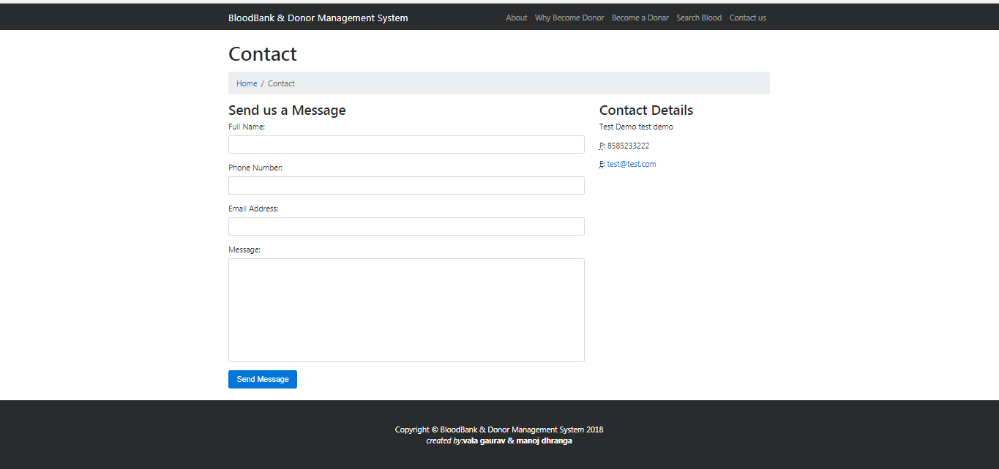 BloodBank & Donor Management System
About Why Become Donor Become a Donar Search Blood Contact us
Contact
Home / Contact
Send us a Message
Full Name:
Phone Number:
Email Address:
Message:
Send Message
Contact Details
Test Demo test demo
P: 8585233222
E: test@test.com
Copyright © BloodBank & Donor Management System 2018
created by:vala gaurav & manoj dhranga